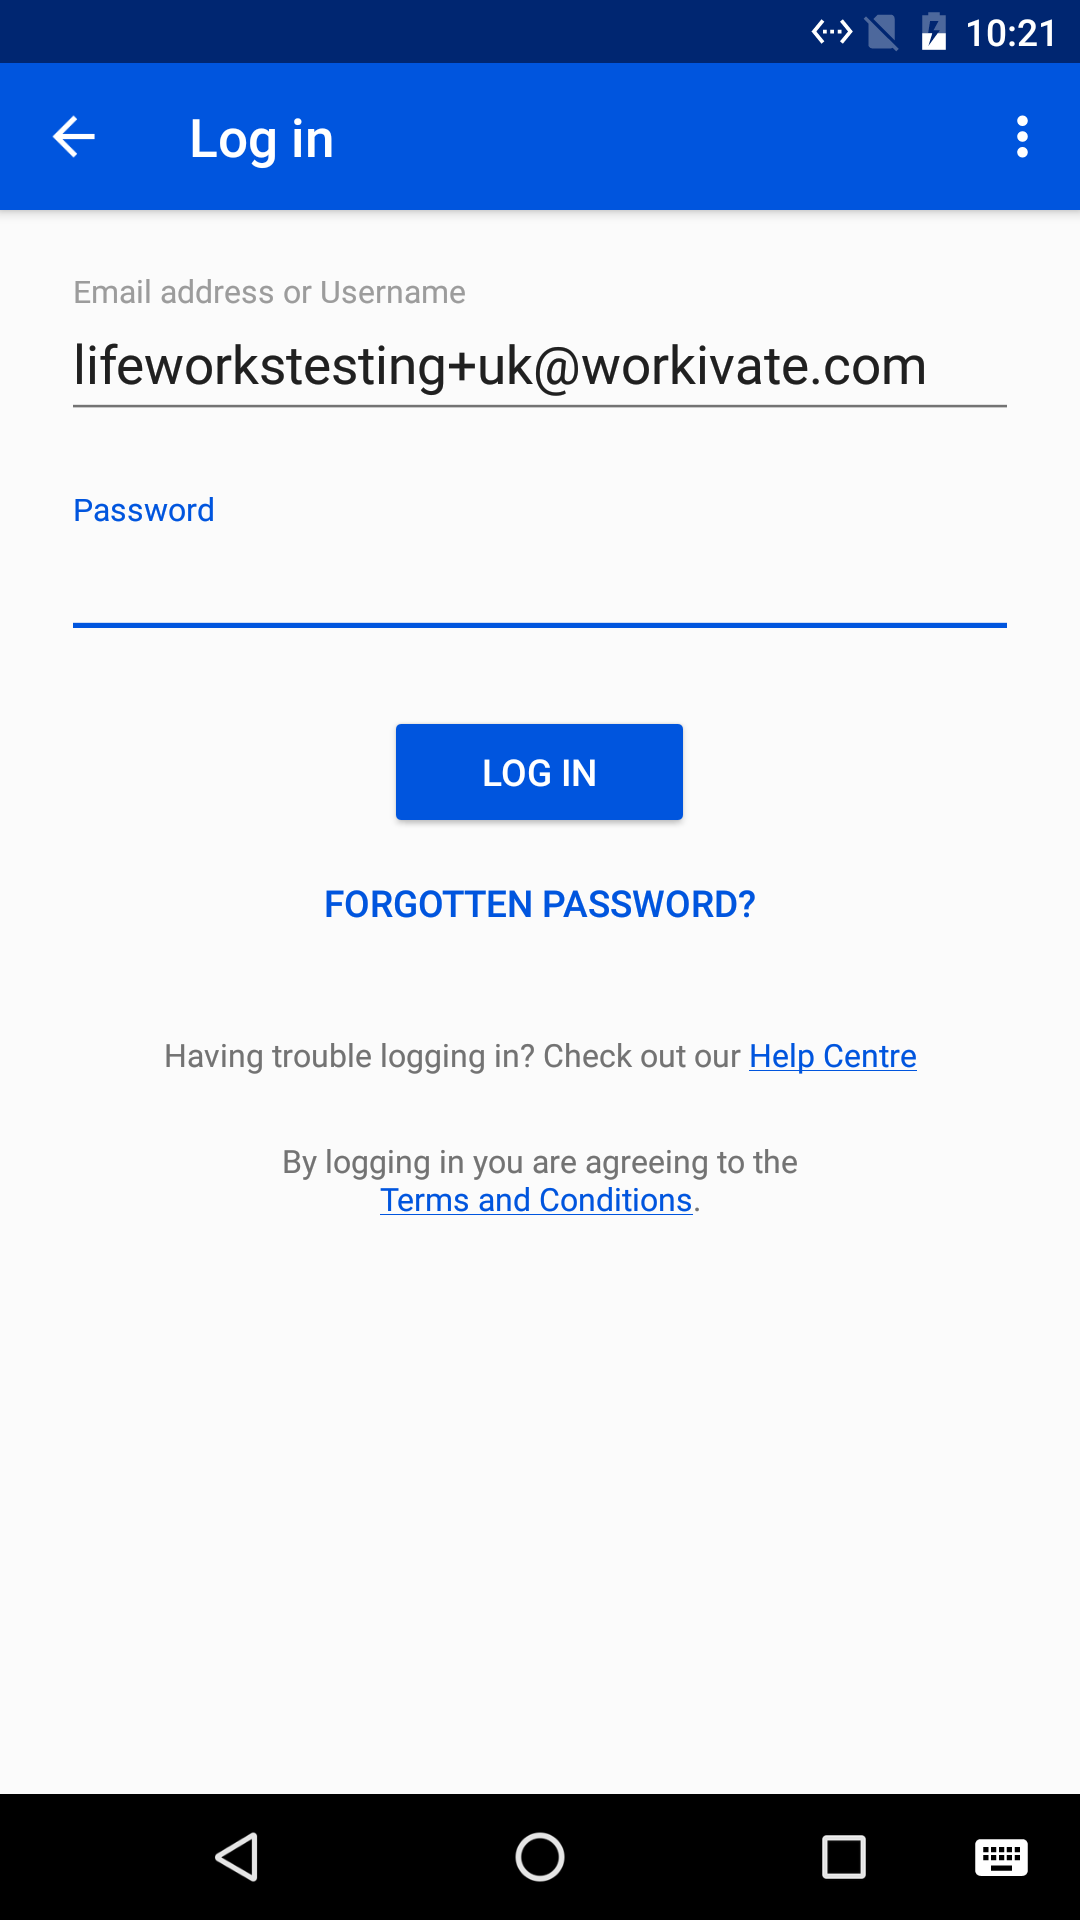 10:21
Log in
Email address or Username
lifeworkstesting+uk@workivate.com
Password
LOG IN
FORGOTTEN PASSWORD?
Having trouble logging in? Check out our Help Centre
By logging in you are agreeing to the
Terms and Conditions.